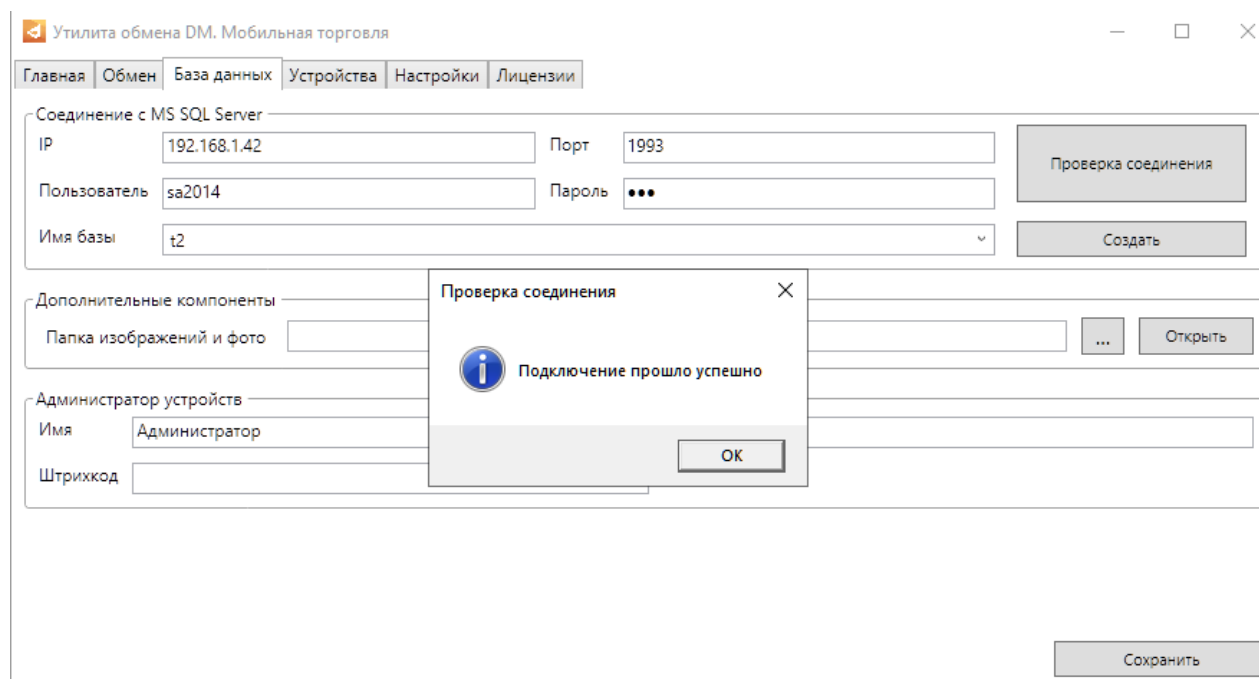 Утилита обмена DM. Мобильная торговля
Главная Обмен База данных Устройства Настройки Лицензии
Соединение с MS SQL Server
IP 192.168.1.42 Порт 1993 Проверка соединения
Пользователь sa2014 Пароль •••
Имя базы t2 Создать
Дополнительные компоненты
Папка изображений и фото ... Открыть
Администратор устройств
Имя Администратор
Штрихкод
Проверка соединения
Подключение прошло успешно
ОК
Сохранить